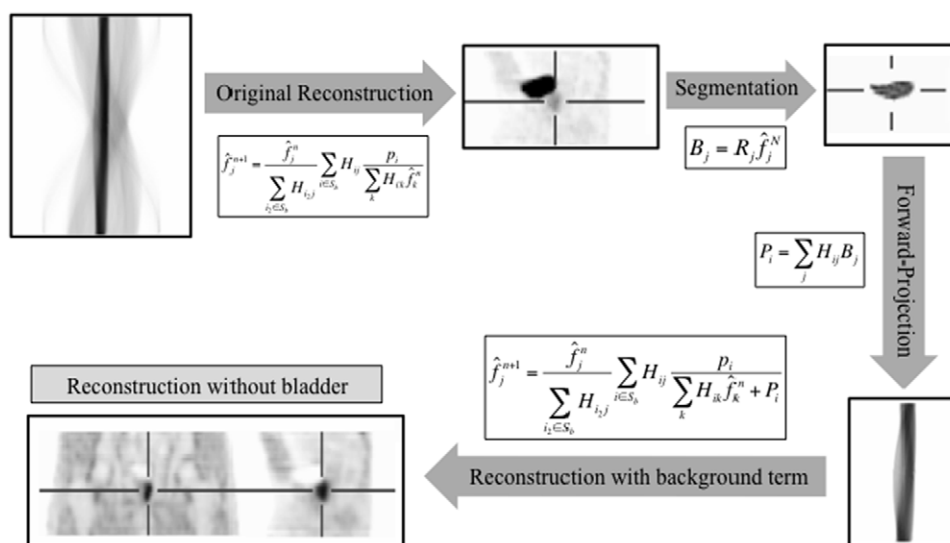 Original Reconstruction
Segmentation
$\hat{f}_j^{n+1} = \frac{\hat{f}_j^n}{\sum_{i_2 \in S_b} H_{i_2 j}} \sum_{i \in S_b} H_{ij} \frac{p_i}{\sum_k H_{ik} \hat{f}_k^n}$
$B_j = R_j \hat{f}_j^N$
Forward-Projection
$P_i = \sum_j H_{ij} B_j$
$\hat{f}_j^{n+1} = \frac{\hat{f}_j^n}{\sum_{i_2 \in S_b} H_{i_2 j}} \sum_{i \in S_b} H_{ij} \frac{p_i}{\sum_k H_{ik} \hat{f}_k^n + P_i}$
Reconstruction without bladder
Reconstruction with background term